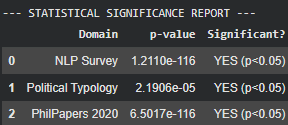 --- STATISTICAL SIGNIFICANCE REPORT ---
Domain p-value Significant?
0 NLP Survey 1.2110e-116 YES (p<0.05)
1 Political Typology 2.1906e-05 YES (p<0.05)
2 PhilPapers 2020 6.5017e-116 YES (p<0.05)